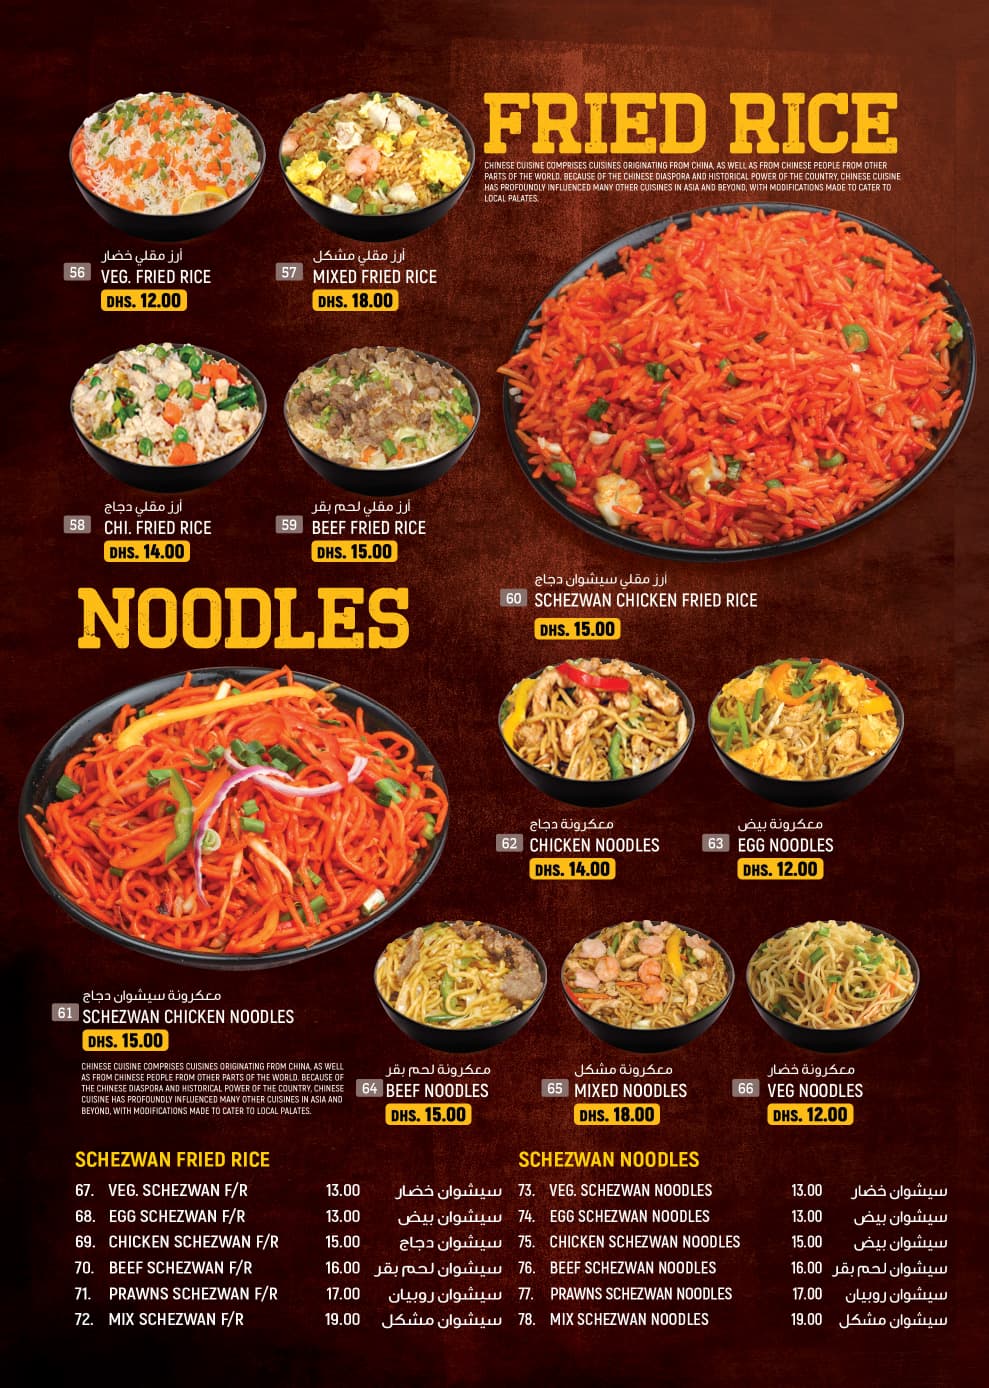 FRIED RICE
CHINESE CUISINE COMPRISES CUISINES ORIGINATING FROM CHINA, AS WELL AS FROM CHINESE PEOPLE FROM OTHER
PARTS OF THE WORLD. BECAUSE OF THE CHINESE DIASPORA AND HISTORICAL POWER OF THE COUNTRY, CHINESE CUISINE
HAS PROFOUNDLY INFLUENCED MANY OTHER CUISINES IN ASIA AND BEYOND, WITH MODIFICATIONS MADE TO CATER TO
LOCAL PALATES.
أرز مقلي خضار
56 VEG. FRIED RICE
DHS. 12.00
أرز مقلي مشكل
57 MIXED FRIED RICE
DHS. 18.00
أرز مقلي دجاج
58 CHI. FRIED RICE
DHS. 14.00
أرز مقلي لحم بقر
59 BEEF FRIED RICE
DHS. 15.00
أرز مقلي سيشوان دجاج
60 SCHEZWAN CHICKEN FRIED RICE
DHS. 15.00
NOODLES
معكرونة سيشوان دجاج
61 SCHEZWAN CHICKEN NOODLES
DHS. 15.00
CHINESE CUISINE COMPRISES CUISINES ORIGINATING FROM CHINA, AS WELL
AS FROM CHINESE PEOPLE FROM OTHER PARTS OF THE WORLD. BECAUSE OF
THE CHINESE DIASPORA AND HISTORICAL POWER OF THE COUNTRY, CHINESE
CUISINE HAS PROFOUNDLY INFLUENCED MANY OTHER CUISINES IN ASIA AND
BEYOND, WITH MODIFICATIONS MADE TO CATER TO LOCAL PALATES.
معكرونة دجاج
62 CHICKEN NOODLES
DHS. 14.00
معكرونة بيض
63 EGG NOODLES
DHS. 12.00
معكرونة لحم بقر
64 BEEF NOODLES
DHS. 15.00
معكرونة مشكل
65 MIXED NOODLES
DHS. 18.00
معكرونة خضار
66 VEG NOODLES
DHS. 12.00
SCHEZWAN FRIED RICE
67. VEG. SCHEZWAN F/R 13.00 سيشوان خضار
68. EGG SCHEZWAN F/R 13.00 سيشوان بيض
69. CHICKEN SCHEZWAN F/R 15.00 سيشوان دجاج
70. BEEF SCHEZWAN F/R 16.00 سيشوان لحم بقر
71. PRAWNS SCHEZWAN F/R 17.00 سيشوان روبيان
72. MIX SCHEZWAN F/R 19.00 سيشوان مشكل
SCHEZWAN NOODLES
73. VEG. SCHEZWAN NOODLES 13.00 سيشوان خضار
74. EGG SCHEZWAN NOODLES 13.00 سيشوان بيض
75. CHICKEN SCHEZWAN NOODLES 15.00 سيشوان بيض
76. BEEF SCHEZWAN NOODLES 16.00 سيشوان لحم بقر
77. PRAWNS SCHEZWAN NOODLES 17.00 سيشوان روبيان
78. MIX SCHEZWAN NOODLES 19.00 سيشوان مشكل